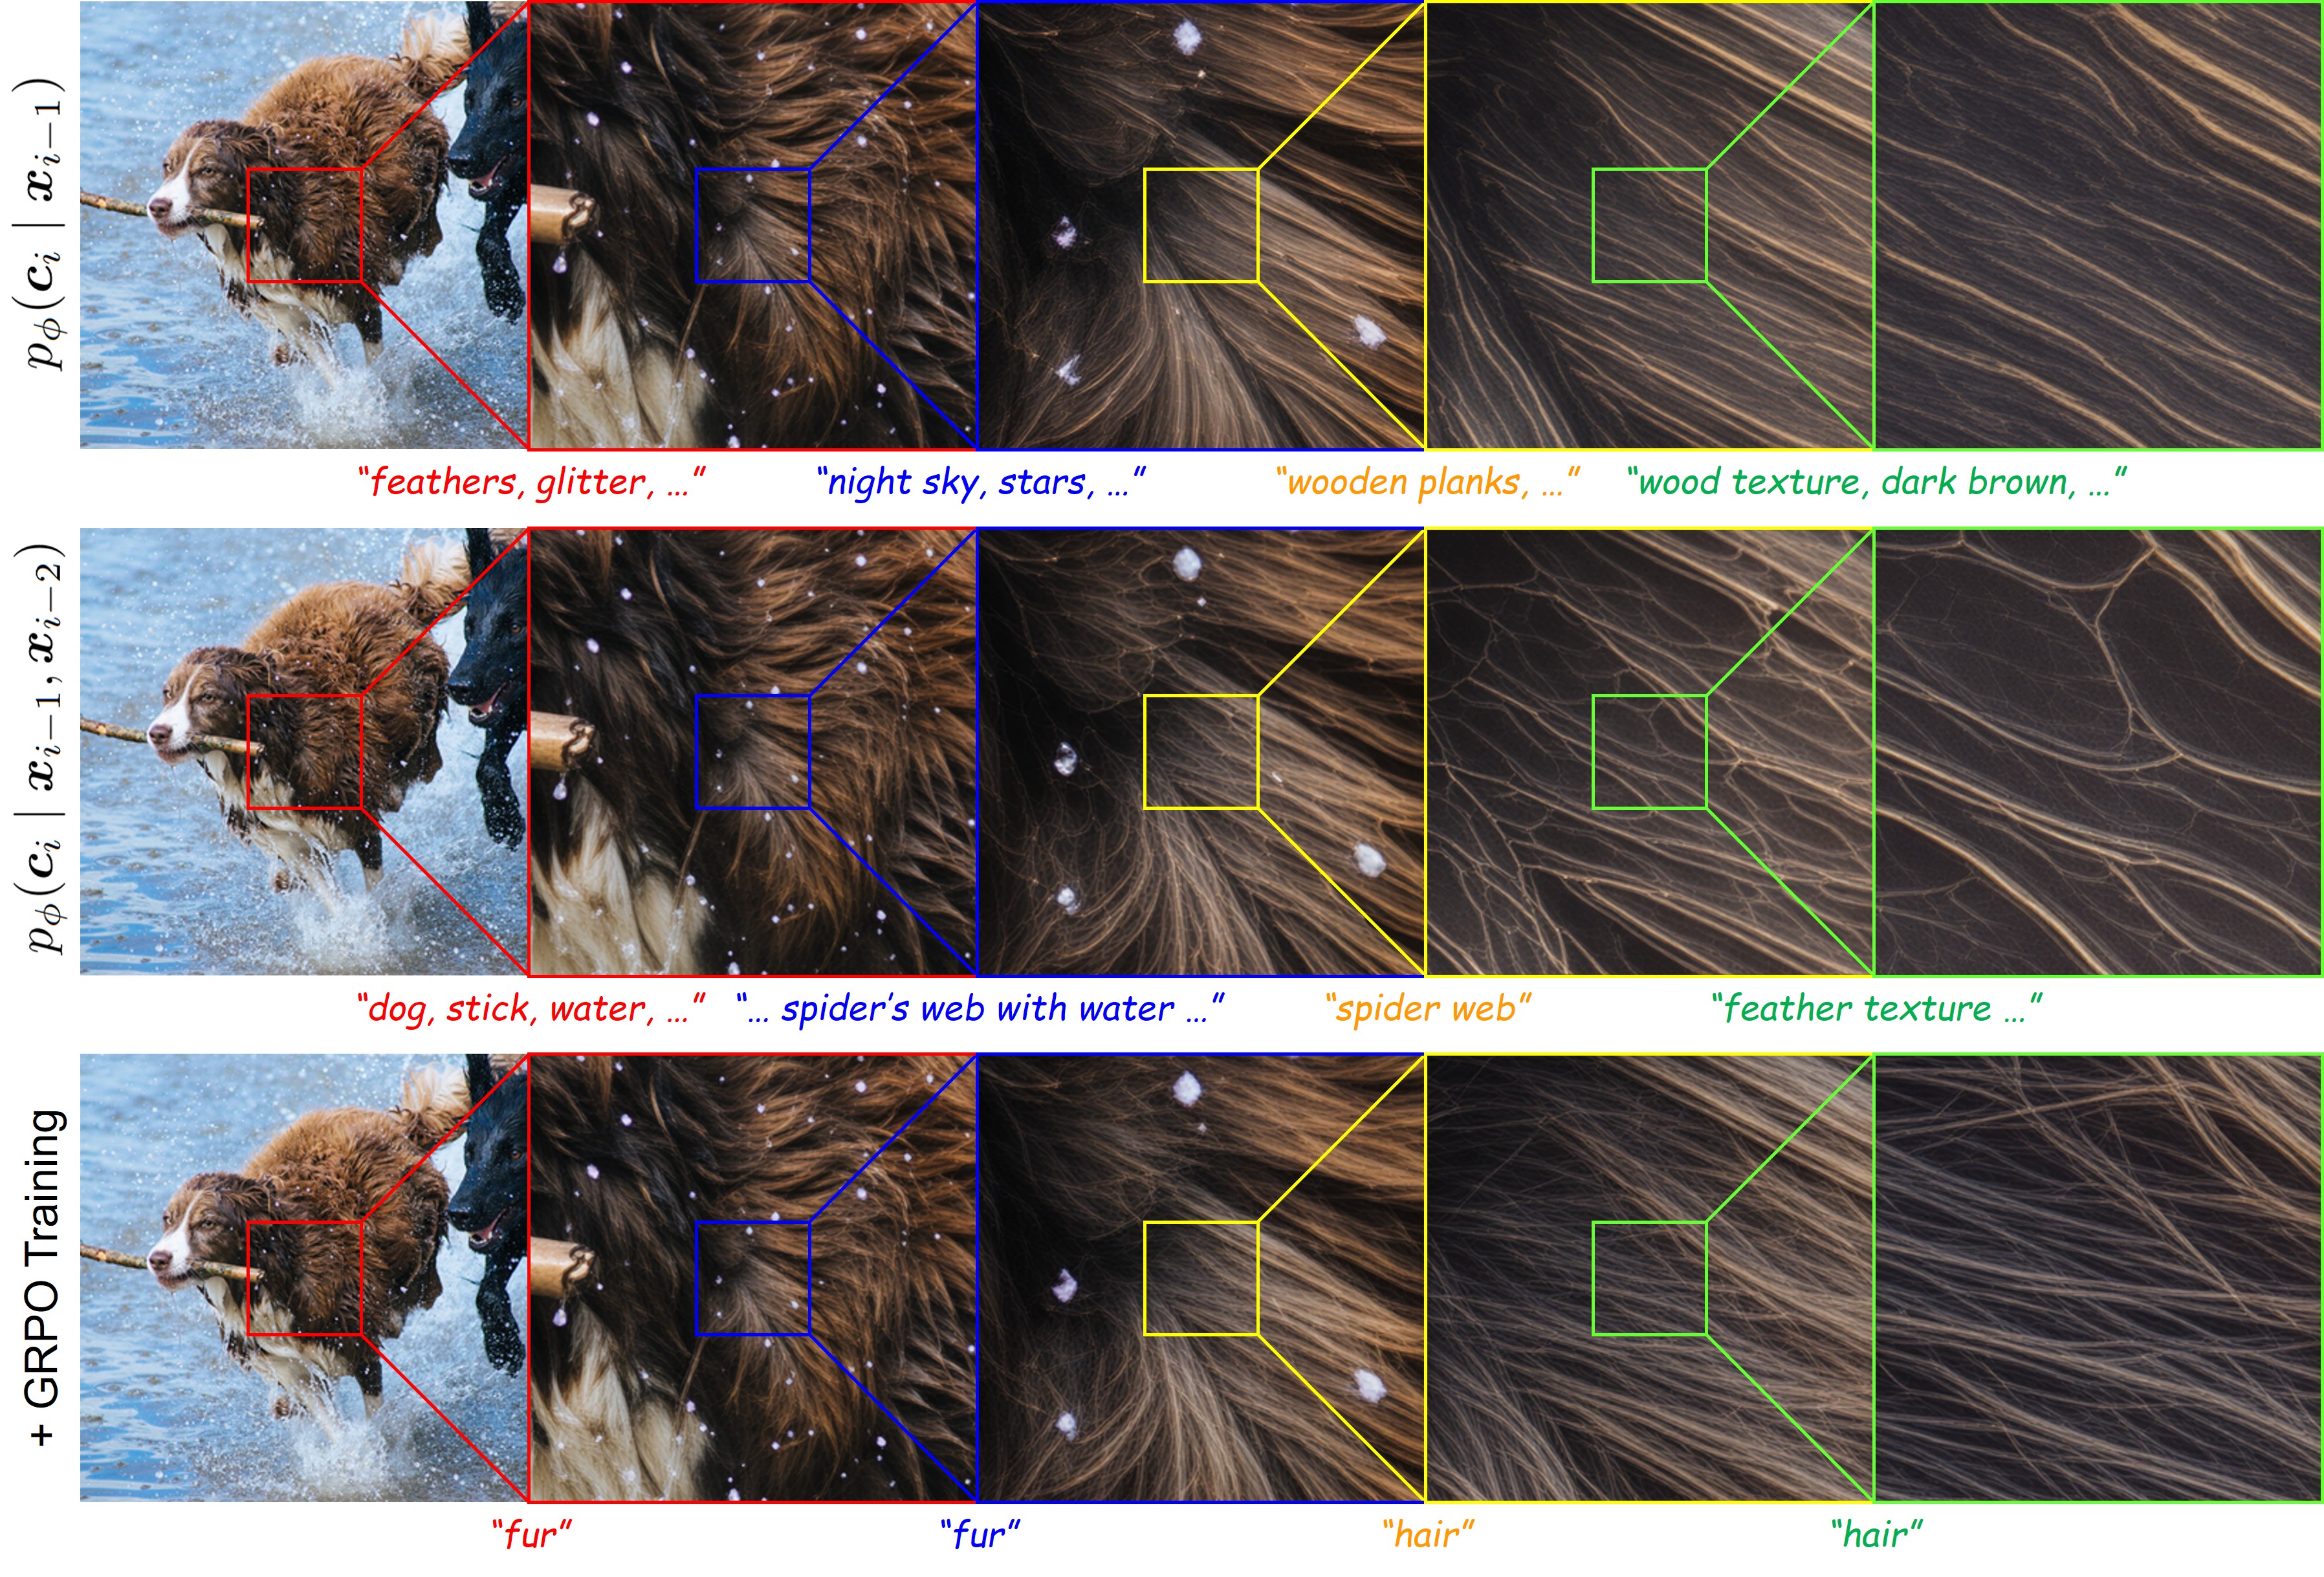 p_ϕ(c_i | x_{i−1})
“feathers, glitter, ...” “night sky, stars, ...” “wooden planks, ...” “wood texture, dark brown, ...”
p_ϕ(c_i | x_{i−1}, x_{i−2})
“dog, stick, water, ...” “... spider’s web with water ...” “spider web” “feather texture ...”
+ GRPO Training
“fur” “fur” “hair” “hair”